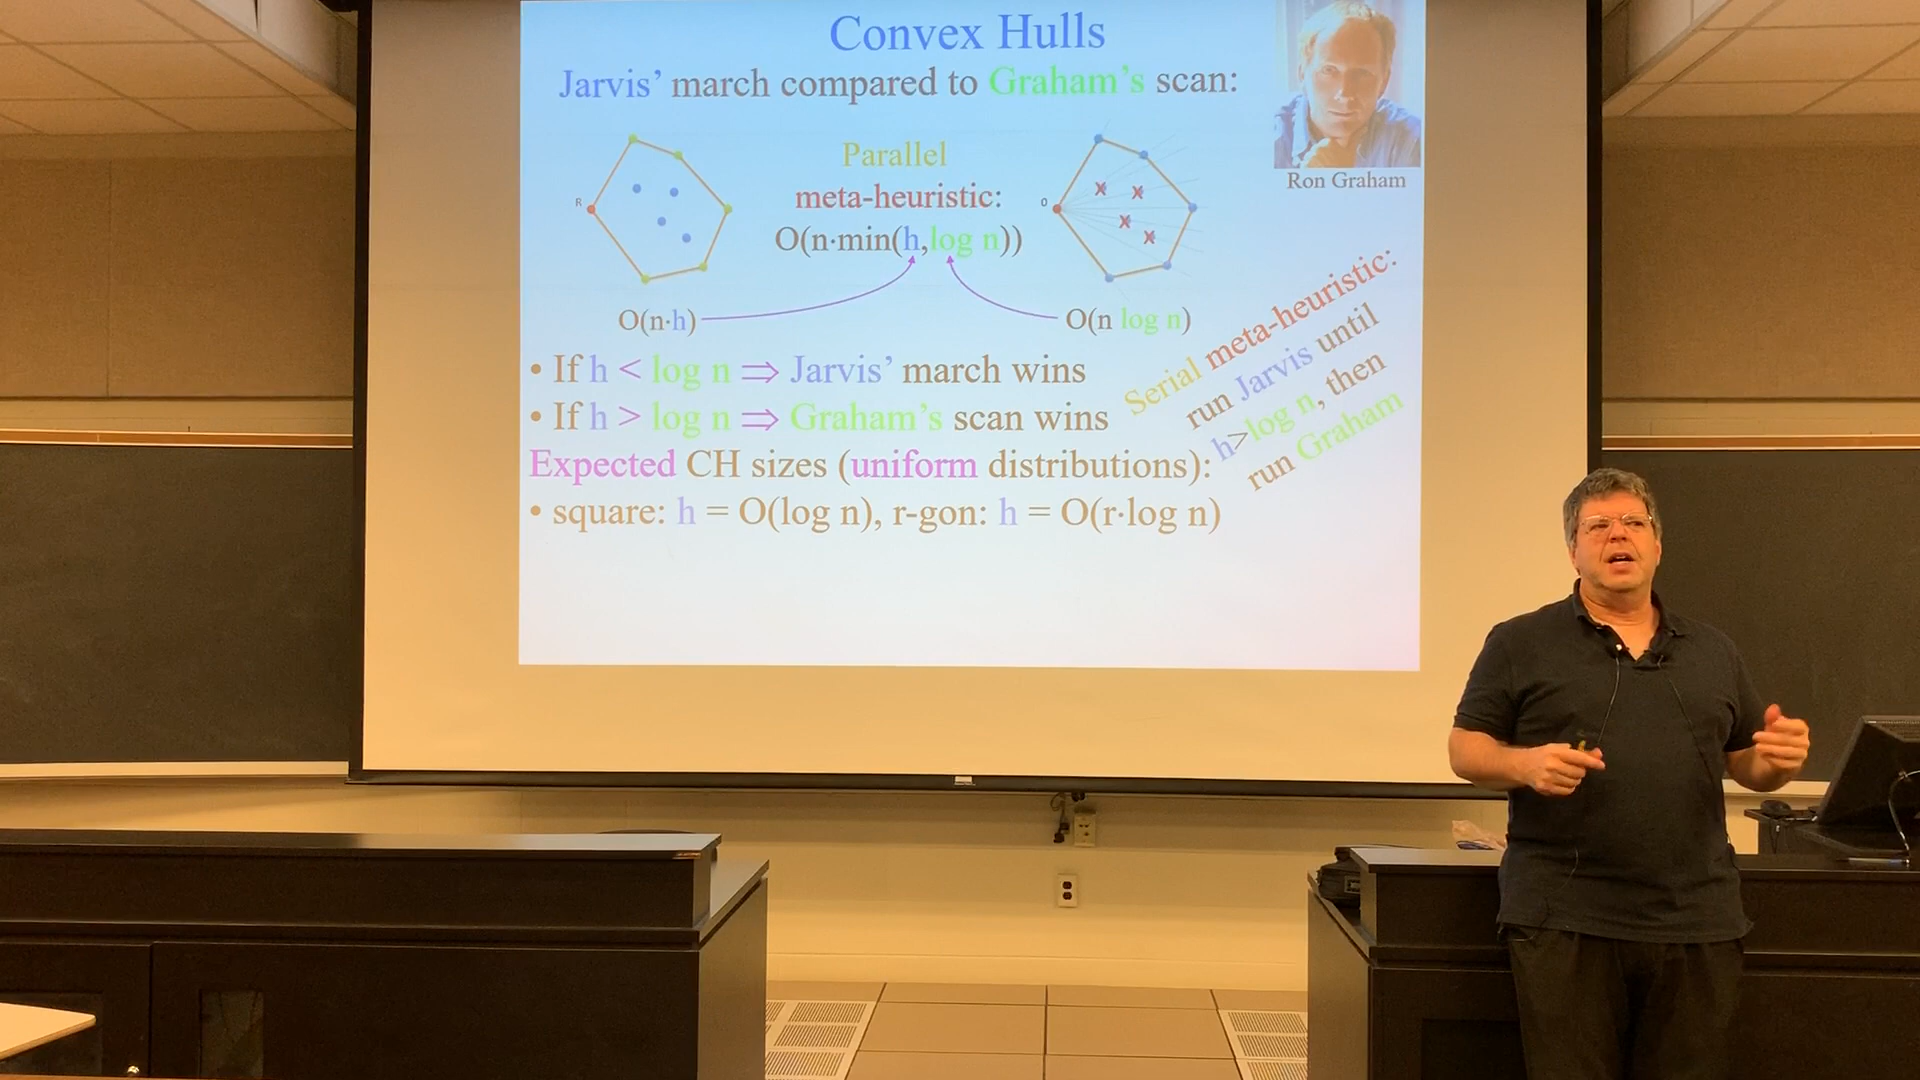 Convex Hulls
Jarvis’ march compared to Graham’s scan:
Ron Graham
Parallel
meta-heuristic:
O(n·min(h,log n))
R
O
O(n·h)
O(n log n)
• If h < log n ⇒ Jarvis’ march wins
• If h > log n ⇒ Graham’s scan wins
Serial meta-heuristic:
run Jarvis until
h>log n, then
run Graham
Expected CH sizes (uniform distributions):
• square: h = O(log n), r-gon: h = O(r·log n)